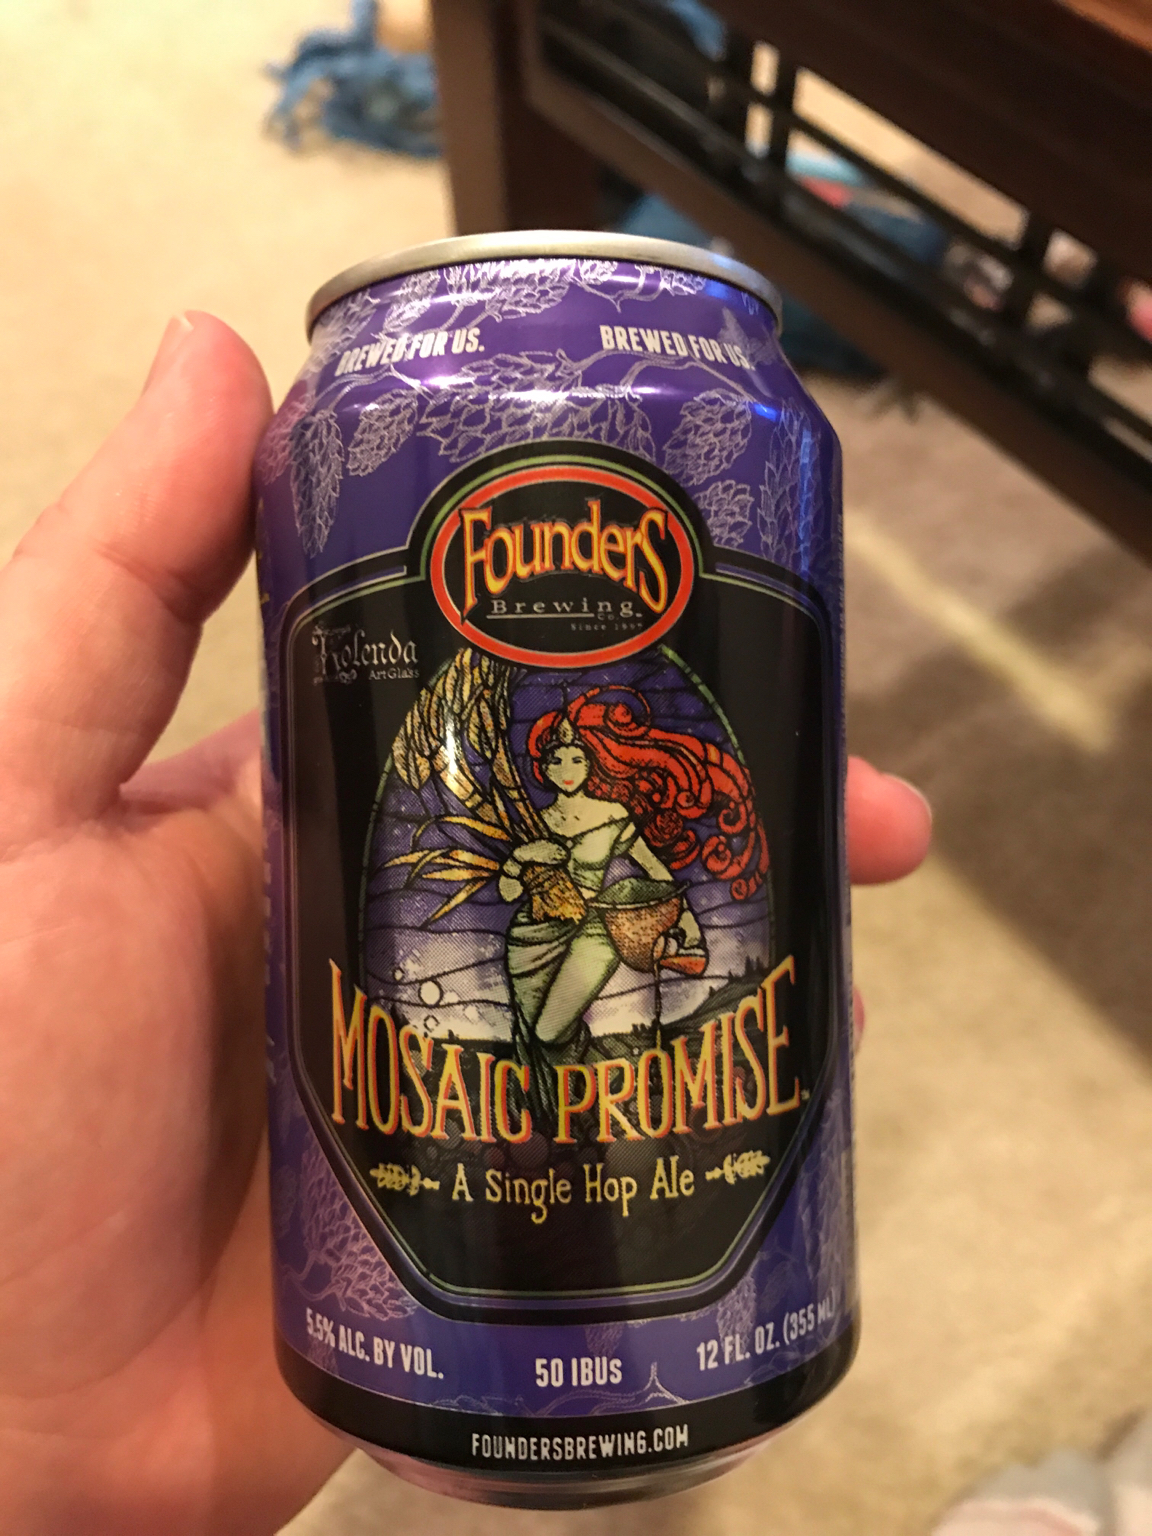 BREWED FOR US. BREWED FOR US.
Founders
Brewing
Co.
Since 1997
Kolenda
ArtGlass
MOSAIC PROMISE
A Single Hop Ale
5.5% ALC. BY VOL. 50 IBUs 12 FL. OZ. (355 ML)
FOUNDERSBREWING.COM